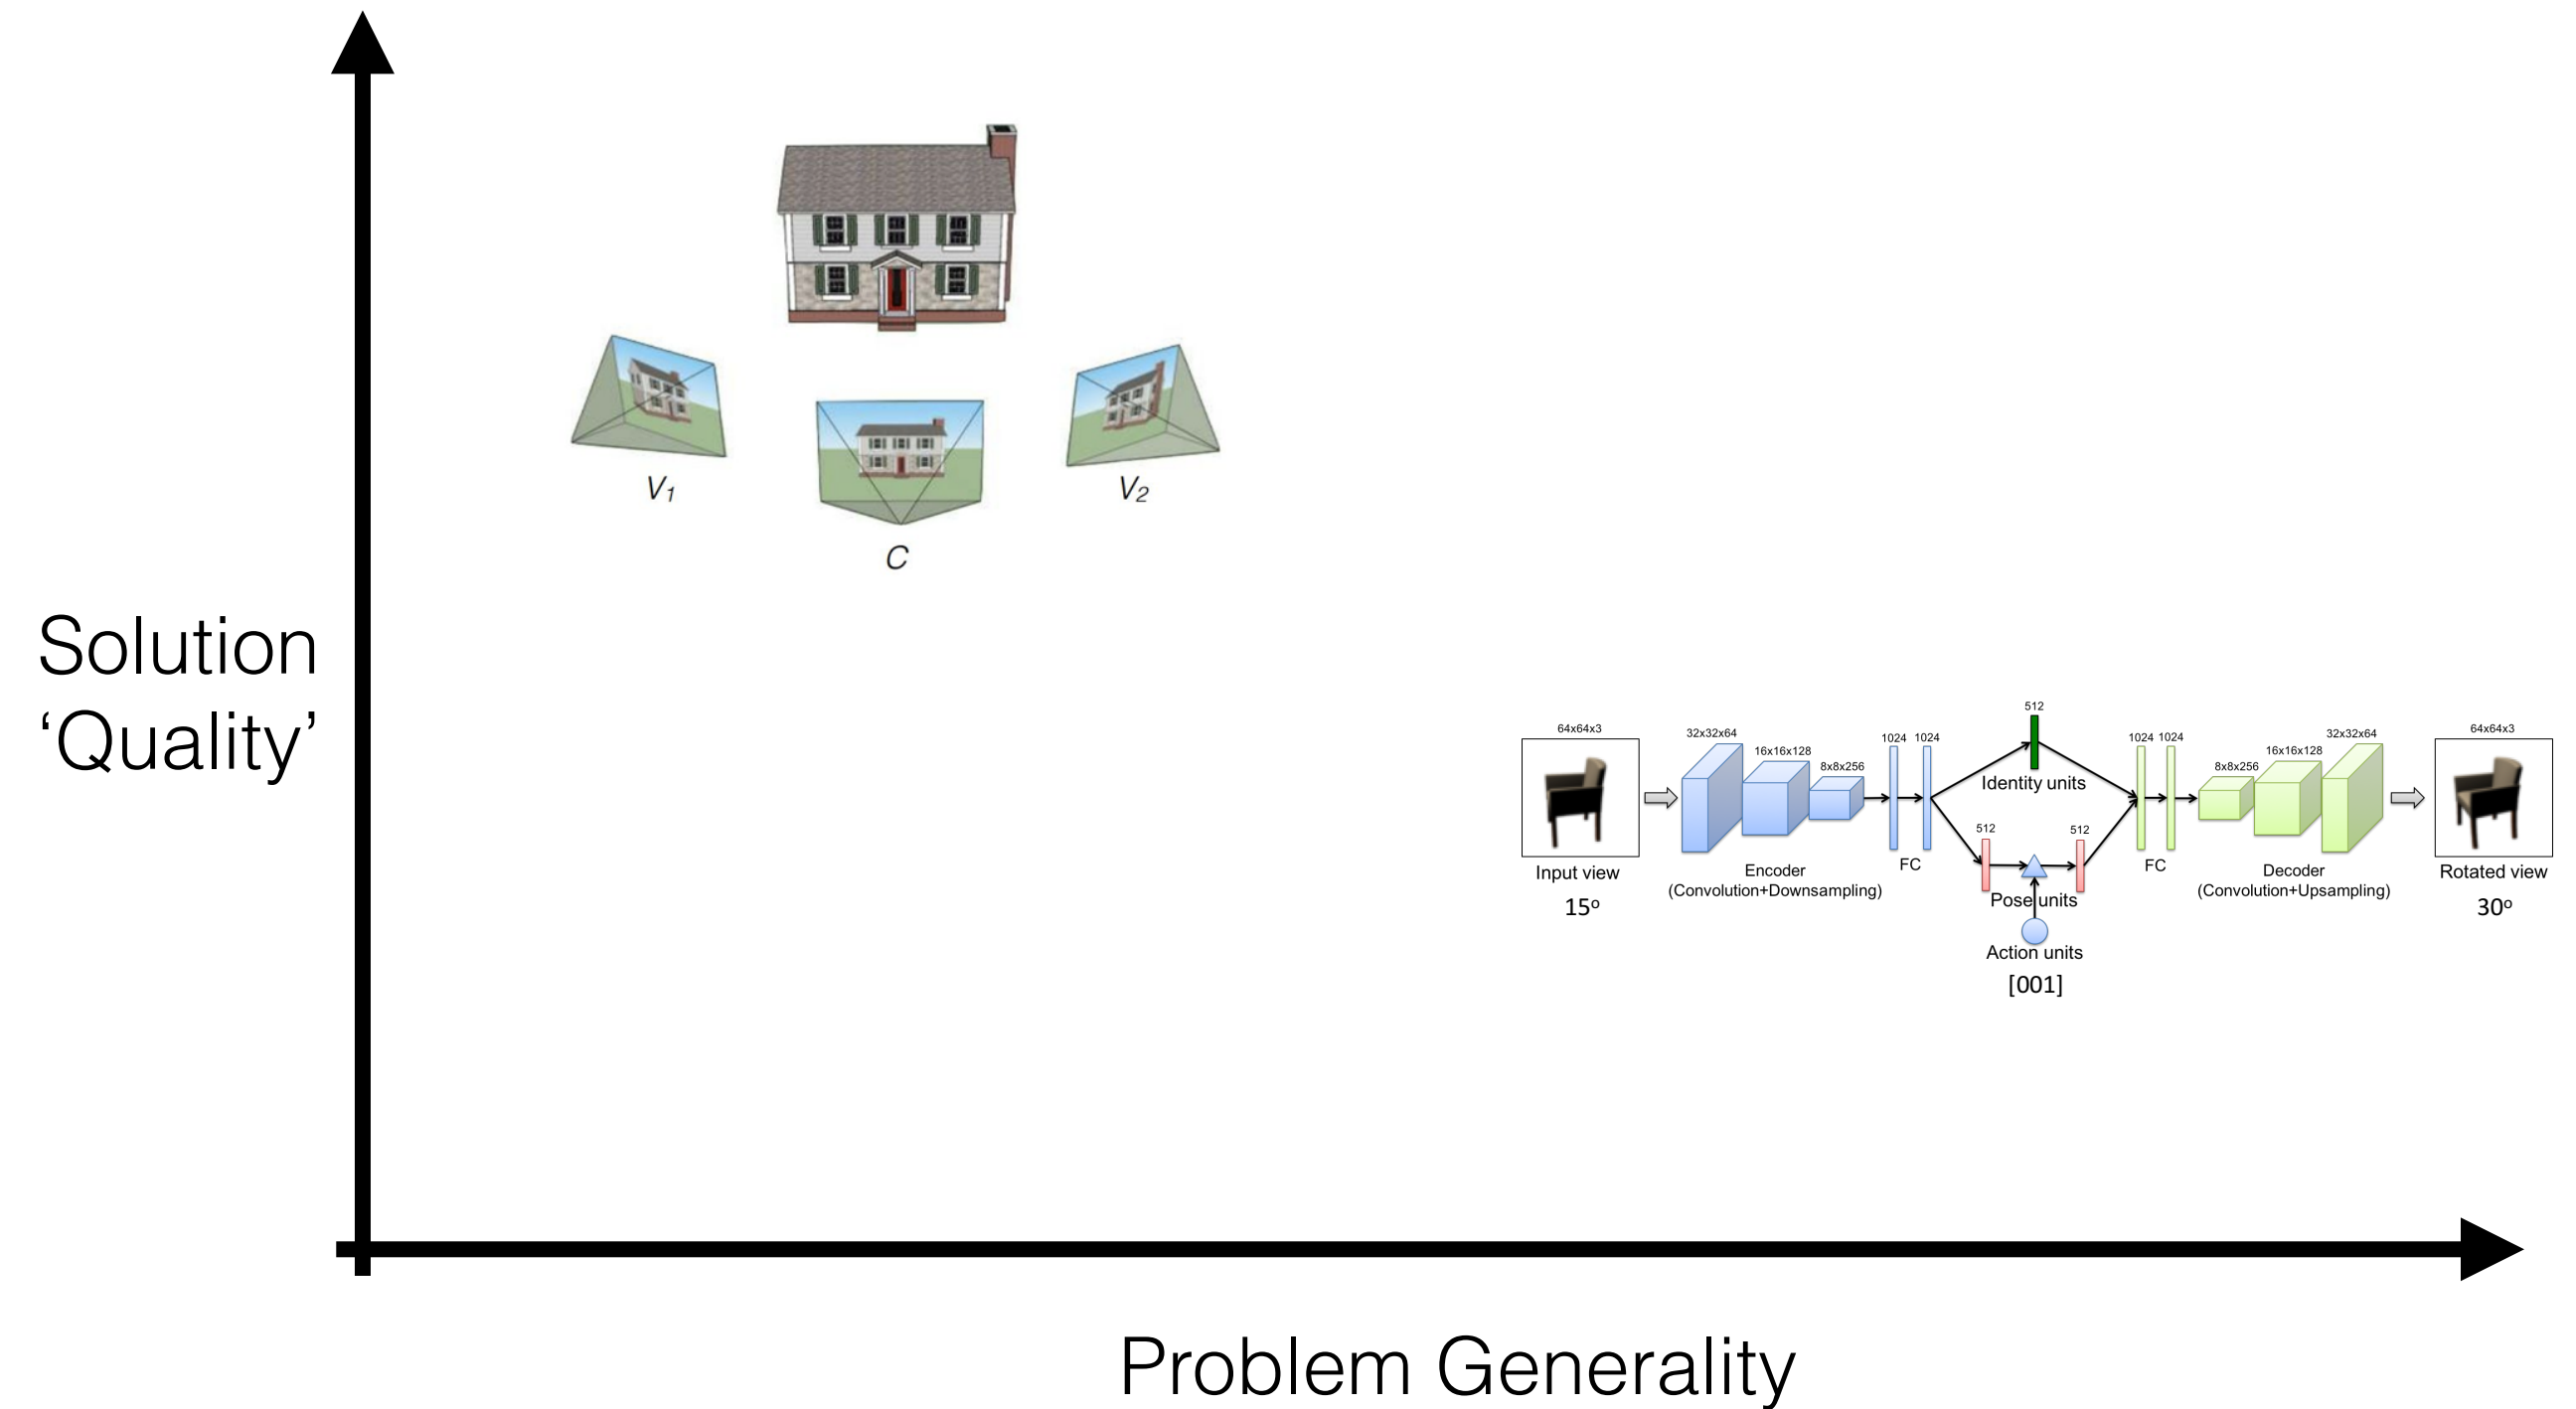 V1
V2
C
Solution
‘Quality’
512
64x64x3
32x32x64
16x16x128
8x8x256
1024 1024
1024 1024
8x8x256
16x16x128
32x32x64
64x64x3
Identity units
512
512
Input view
15º
Encoder
(Convolution+Downsampling)
FC
Pose units
FC
Decoder
(Convolution+Upsampling)
Rotated view
30º
Action units
[001]
Problem Generality